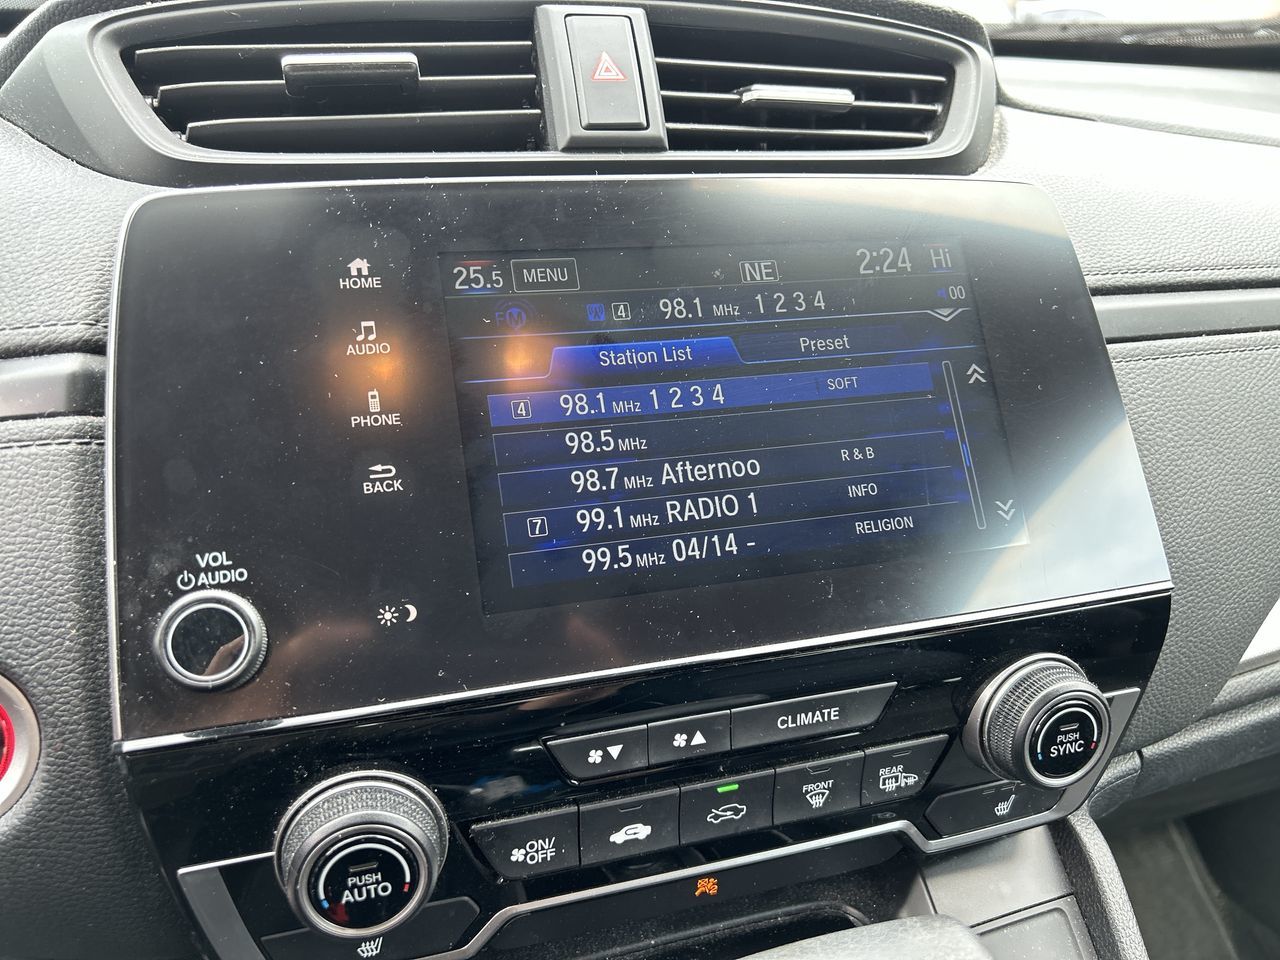 25.5 MENU NE 2:24 Hi
FM 4 98.1 MHz 1 2 3 4 00
Station List Preset
4 98.1 MHz 1 2 3 4 SOFT
98.5 MHz
98.7 MHz Afternoo R & B
7 99.1 MHz RADIO 1 INFO
99.5 MHz 04/14 - RELIGION
HOME
AUDIO
PHONE
BACK
VOL
AUDIO
CLIMATE
ON/
OFF
FRONT
REAR
PUSH
AUTO
PUSH
SYNC